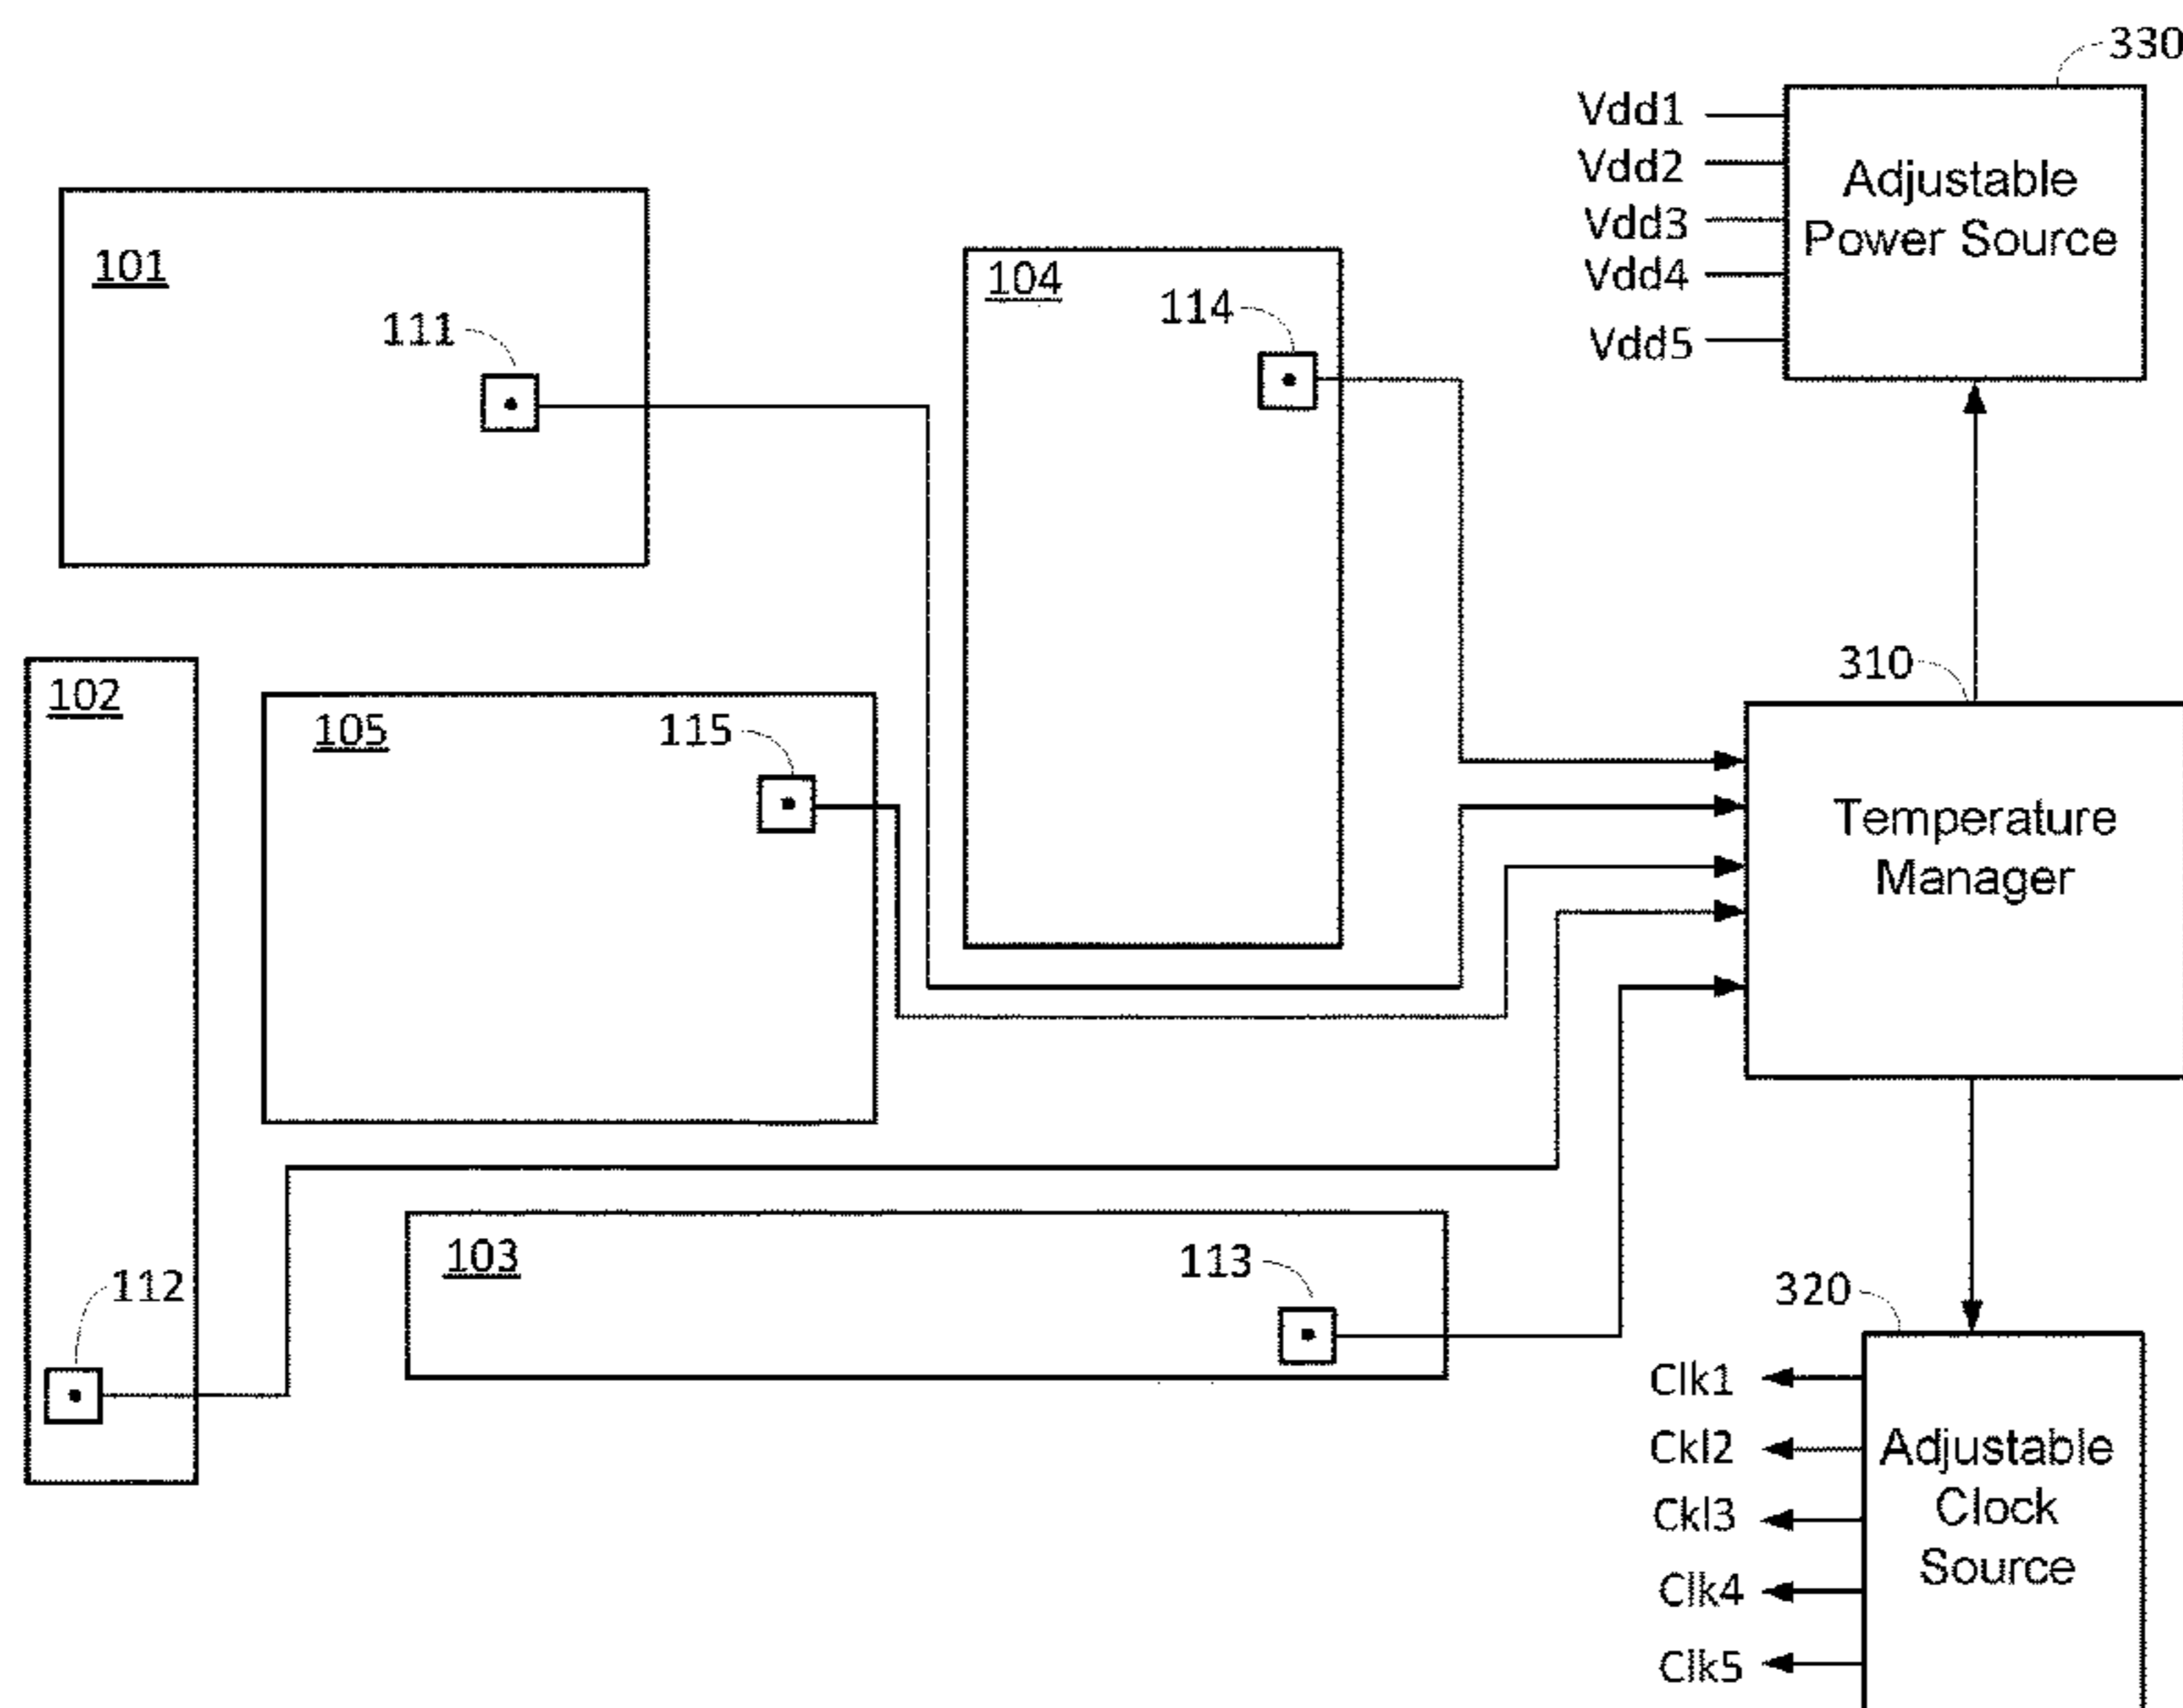 330
Vdd1
Vdd2
Vdd3
Vdd4
Vdd5
Adjustable
Power Source
101
111
104
114
102
105
115
310
Temperature
Manager
103
113
112
320
Clk1
Ckl2
Ckl3
Clk4
Clk5
Adjustable
Clock
Source